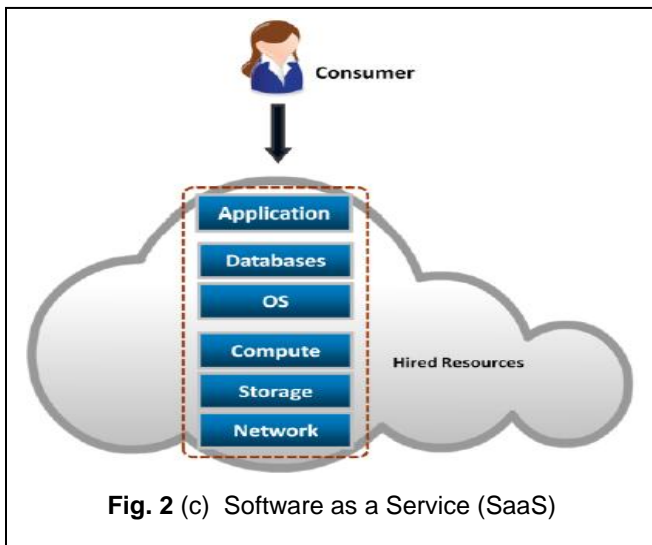 Consumer
Application
Databases
OS
Compute
Hired Resources
Storage
Network
Fig. 2 (c) Software as a Service (SaaS)